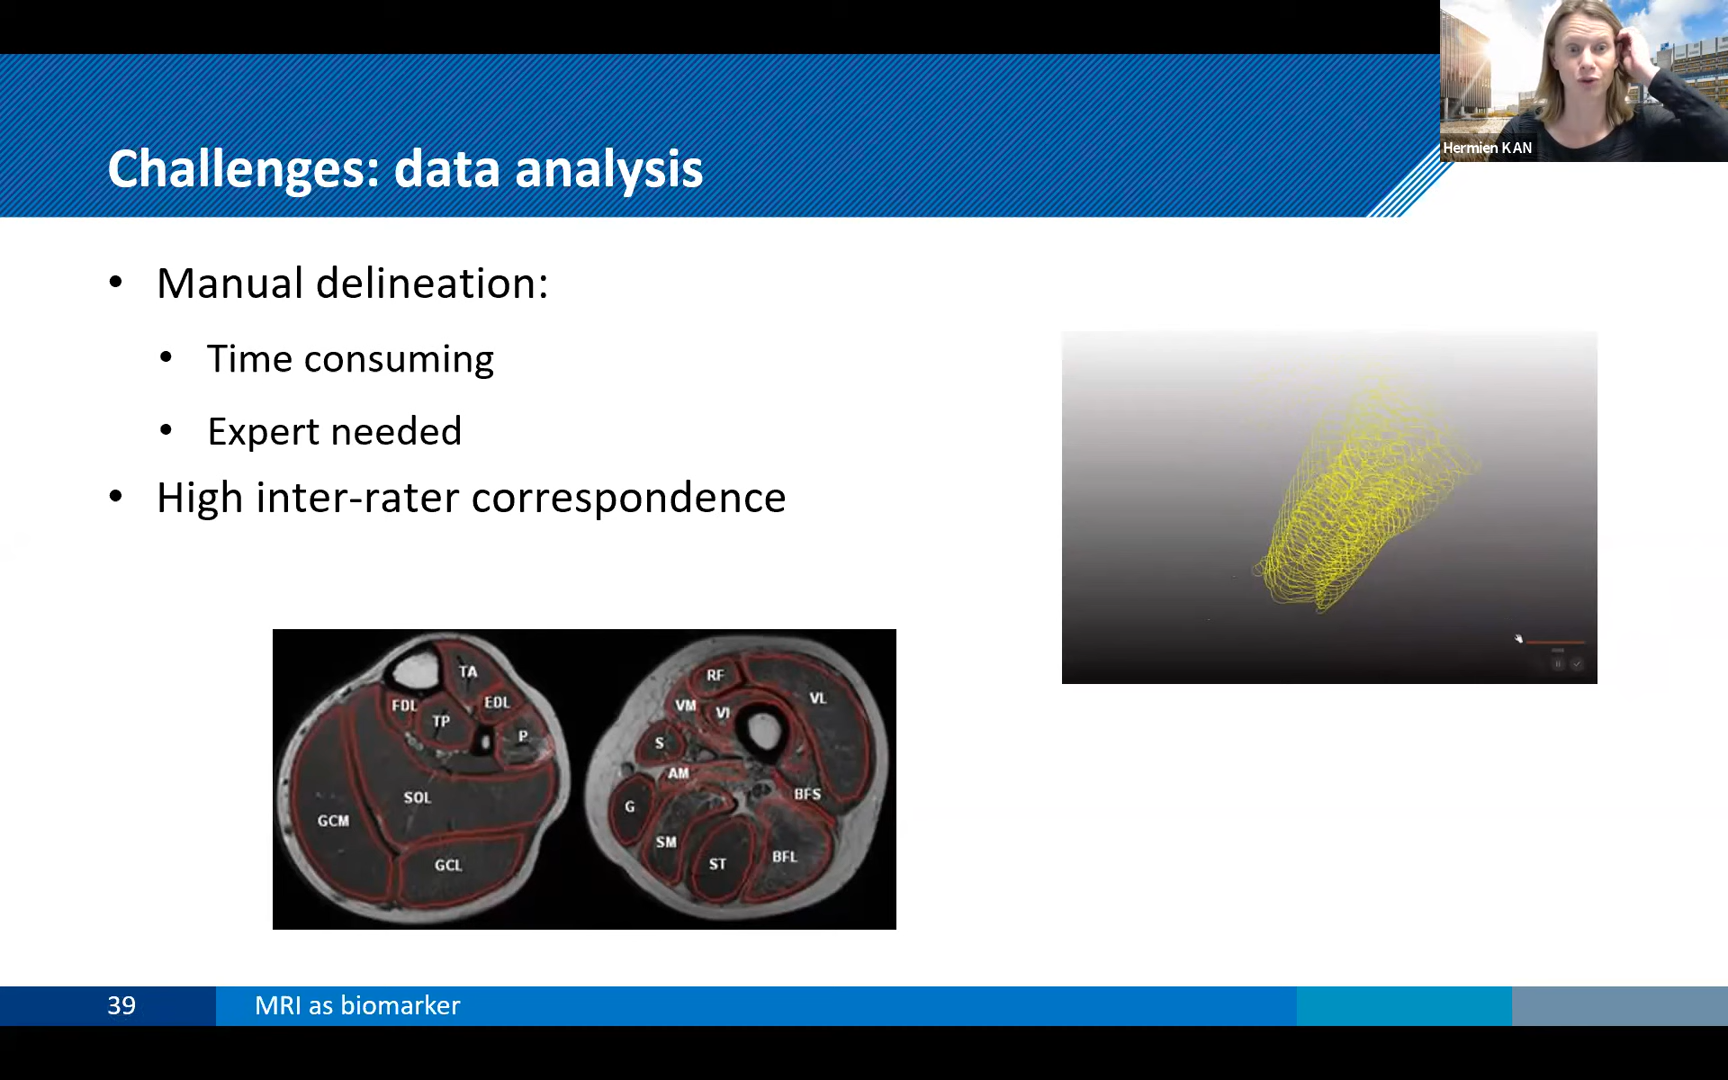 Hermien KAN
Challenges: data analysis
• Manual delineation:
• Time consuming
• Expert needed
• High inter-rater correspondence
TA
FDL
EDL
TP
P
SOL
GCM
GCL
RF
VL
VM
VI
S
AM
BFS
G
SM
BFL
ST
39
MRI as biomarker